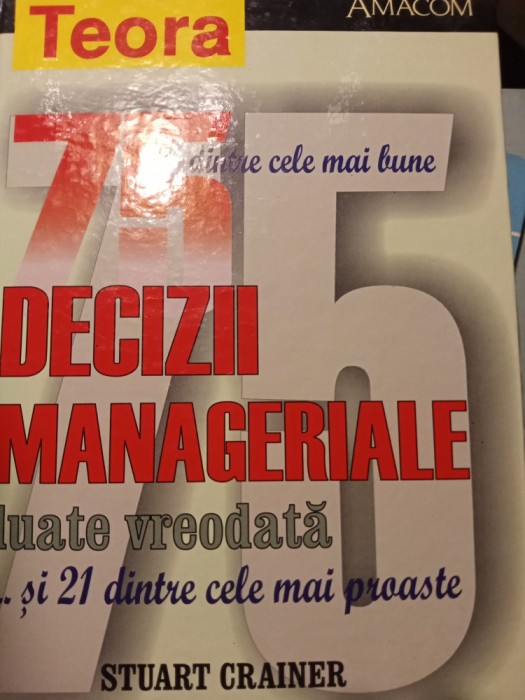 Teora
AMACOM
75
dintre cele mai bune
DECIZII
MANAGERIALE
luate vreodată
.. și 21 dintre cele mai proaste
STUART CRAINER